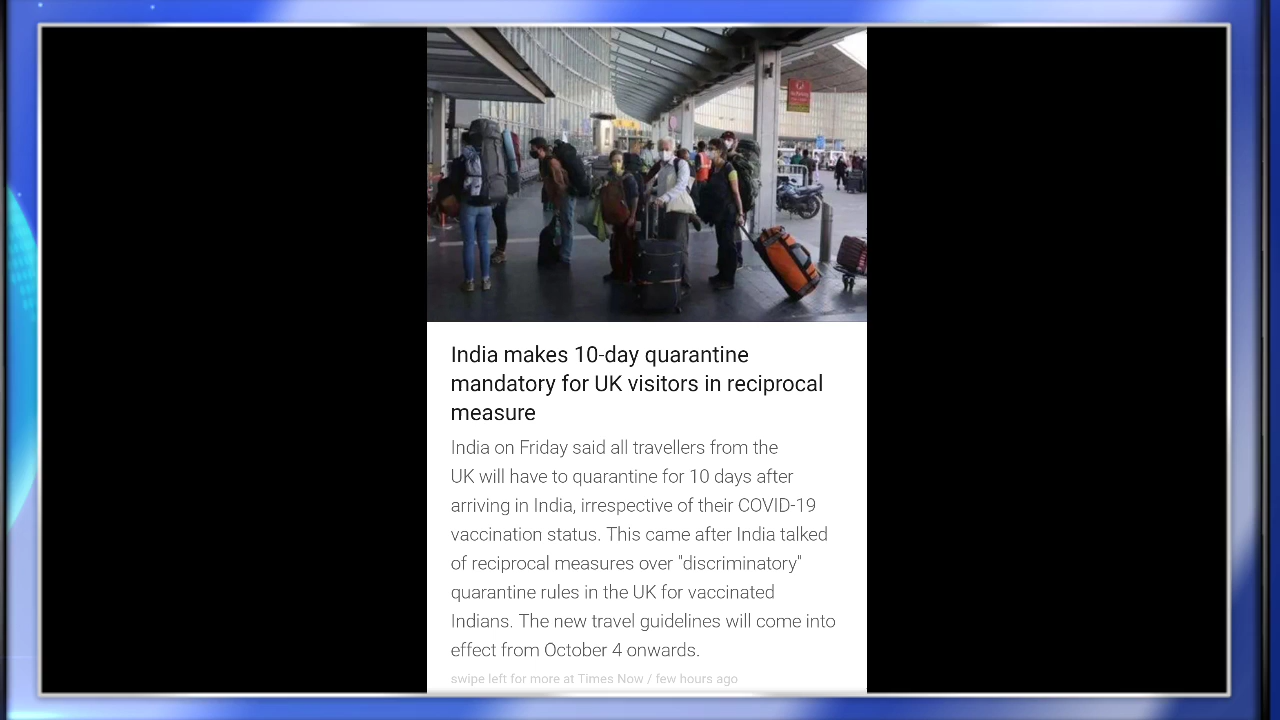 India makes 10-day quarantine
mandatory for UK visitors in reciprocal
measure
India on Friday said all travellers from the
UK will have to quarantine for 10 days after
arriving in India, irrespective of their COVID-19
vaccination status. This came after India talked
of reciprocal measures over "discriminatory"
quarantine rules in the UK for vaccinated
Indians. The new travel guidelines will come into
effect from October 4 onwards.
swipe left for more at Times Now / few hours ago